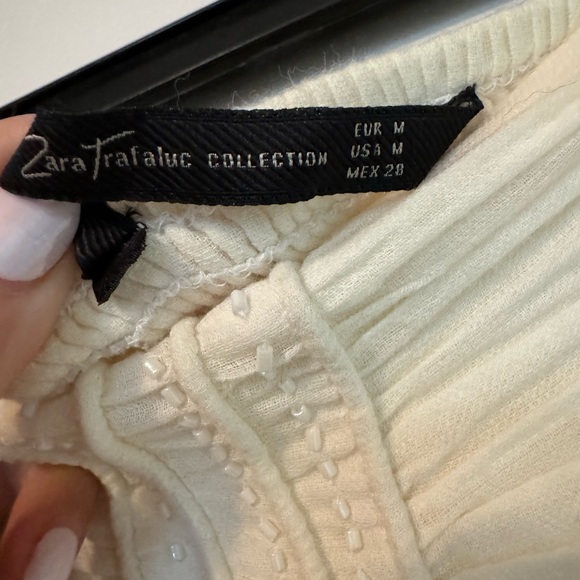 Zara Trafaluc COLLECTION
EUR M
USA M
MEX 28